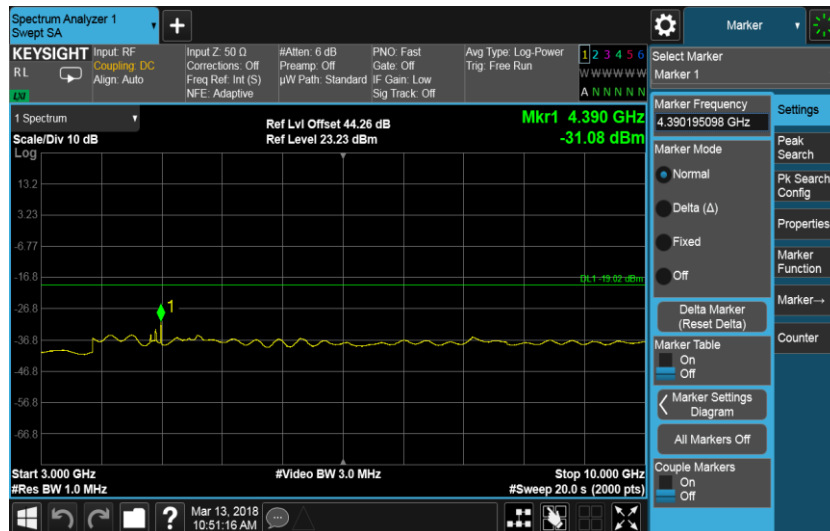 Spectrum Analyzer 1
Swept SA
Marker
KEYSIGHT
RL
LXI
Input: RF
Coupling: DC
Align: Auto
Input Z: 50 Ω
Corrections: Off
Freq Ref: Int (S)
NFE: Adaptive
#Atten: 6 dB
Preamp: Off
µW Path: Standard
PNO: Fast
Gate: Off
IF Gain: Low
Sig Track: Off
Avg Type: Log-Power
Trig: Free Run
1 2 3 4 5 6
W W W W W W
A N N N N N
Select Marker
Marker 1
1 Spectrum
Scale/Div 10 dB
Log
Ref Lvl Offset 44.26 dB
Ref Level 23.23 dBm
Mkr1 4.390 GHz
-31.08 dBm
13.2
3.23
-6.77
-16.8
-26.8
-36.8
-46.8
-56.8
-66.8
DL1 -19.02 dBm
1
Start 3.000 GHz
#Res BW 1.0 MHz
#Video BW 3.0 MHz
Stop 10.000 GHz
#Sweep 20.0 s (2000 pts)
Marker Frequency
4.390195098 GHz
Marker Mode
Normal
Delta (Δ)
Fixed
Off
Delta Marker
(Reset Delta)
Marker Table
On
Off
Marker Settings
Diagram
All Markers Off
Couple Markers
On
Off
Settings
Peak
Search
Pk Search
Config
Properties
Marker
Function
Marker→
Counter
?
Mar 13, 2018
10:51:16 AM